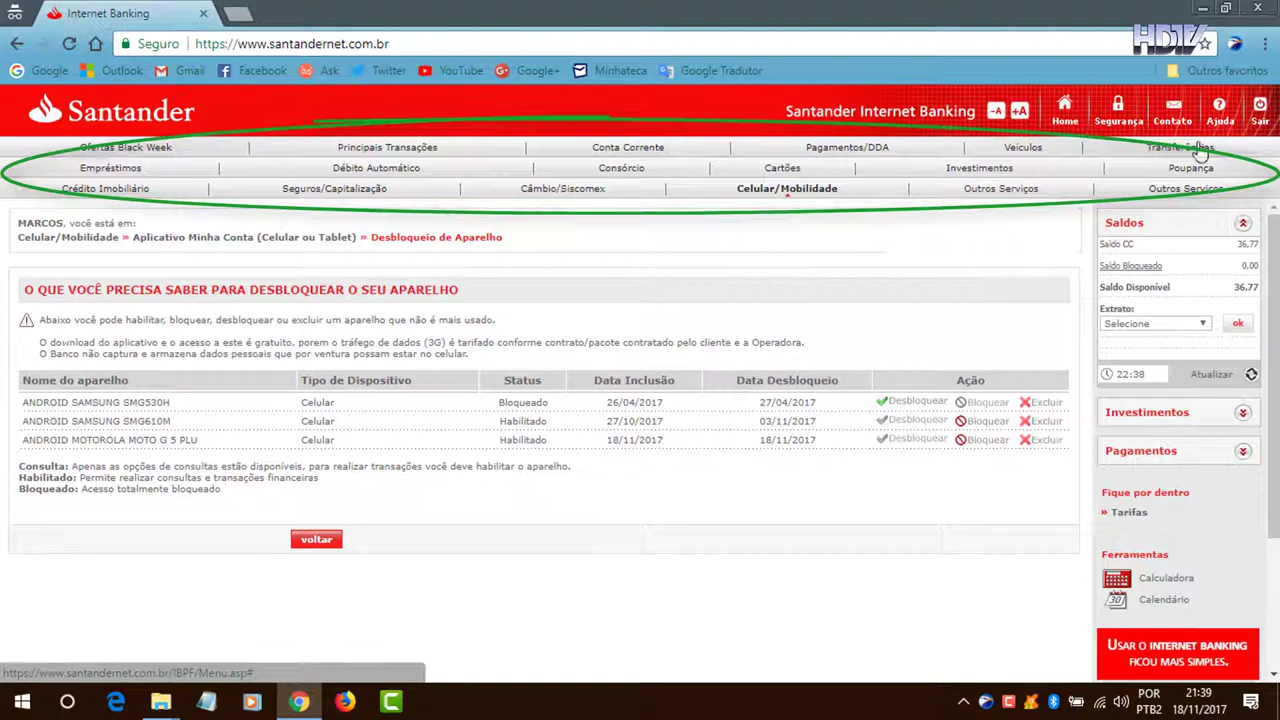 Internet Banking
HDTV
Seguro
https://www.santandernet.com.br
Google Outlook Gmail Facebook Ask Twitter YouTube Google+ Minhateca Google Tradutor Outros favoritos
Santander
Santander Internet Banking -A +A Home Segurança Contato Ajuda Sair
Ofertas Black Week Principais Transações Conta Corrente Pagamentos/DDA Veículos Transferências
Empréstimos Débito Automático Consórcio Cartões Investimentos Poupança
Crédito Imobiliário Seguros/Capitalização Câmbio/Siscomex Celular/Mobilidade Outros Serviços Outros Serviços
MARCOS, você está em:
Celular/Mobilidade » Aplicativo Minha Conta (Celular ou Tablet) » Desbloqueio de Aparelho
O QUE VOCÊ PRECISA SABER PARA DESBLOQUEAR O SEU APARELHO
Abaixo você pode habilitar, bloquear, desbloquear ou excluir um aparelho que não é mais usado.
O download do aplicativo e o acesso a este é gratuito, porem o tráfego de dados (3G) é tarifado conforme contrato/pacote contratado pelo cliente e a Operadora.
O Banco não captura e armazena dados pessoais que por ventura possam estar no celular.
Nome do aparelho Tipo de Dispositivo Status Data Inclusão Data Desbloqueio Ação
ANDROID SAMSUNG SMG530H Celular Bloqueado 26/04/2017 27/04/2017 Desbloquear Bloquear Excluir
ANDROID SAMSUNG SMG610M Celular Habilitado 27/10/2017 03/11/2017 Desbloquear Bloquear Excluir
ANDROID MOTOROLA MOTO G 5 PLU Celular Habilitado 18/11/2017 18/11/2017 Desbloquear Bloquear Excluir
Consulta: Apenas as opções de consultas estão disponíveis, para realizar transações você deve habilitar o aparelho.
Habilitado: Permite realizar consultas e transações financeiras
Bloqueado: Acesso totalmente bloqueado
voltar
Saldos
Saldo CC 36,77
Saldo Bloqueado 0,00
Saldo Disponível 36,77
Extrato:
Selecione ok
22:38 Atualizar
Investimentos
Pagamentos
Fique por dentro
» Tarifas
Ferramentas
Calculadora
30 Calendário
USAR O INTERNET BANKING
FICOU MAIS SIMPLES.
https://www.santandernet.com.br/IBPF/Menu.asp#
POR 21:39
PTB2 18/11/2017